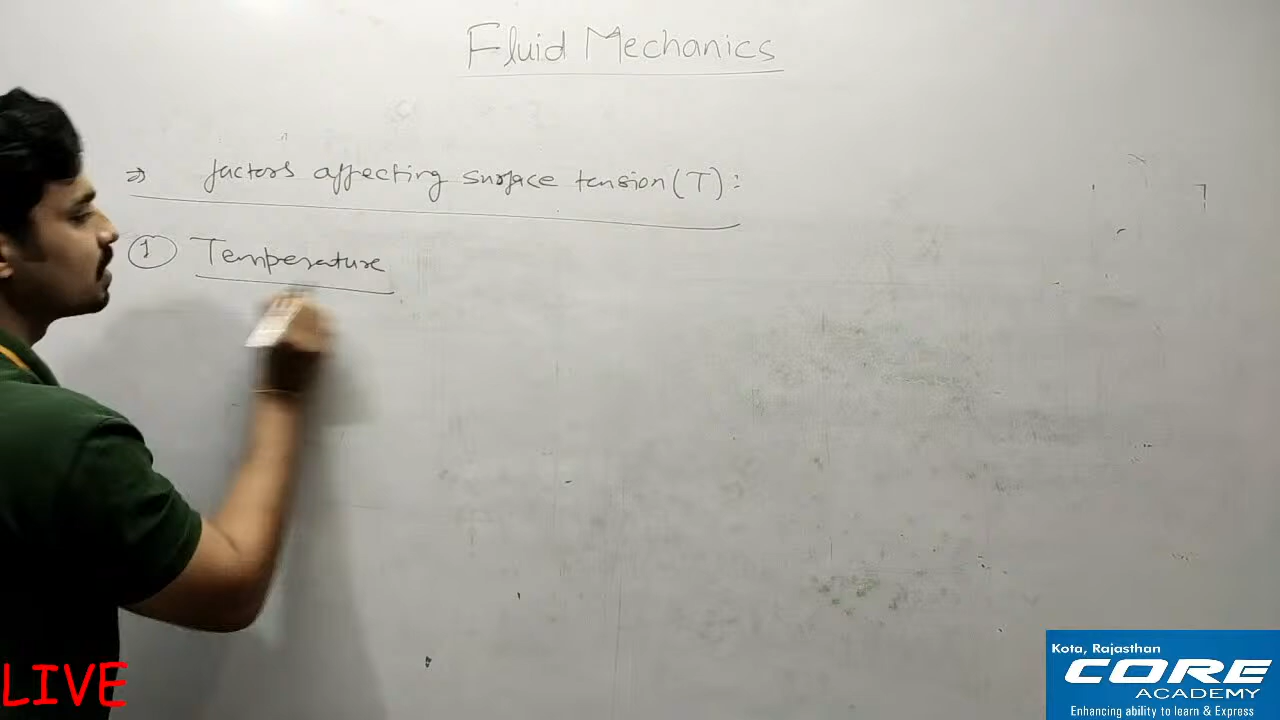 Fluid Mechanics
⇒ factors affecting surface tension (T) :
① Temperature
LIVE
Kota, Rajasthan
CORE
ACADEMY
Enhancing ability to learn & Express